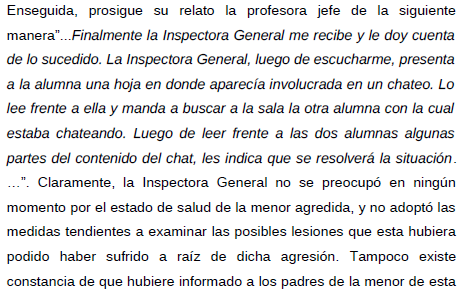 Enseguida, prosigue su relato la profesora jefe de la siguiente
manera”...Finalmente la Inspectora General me recibe y le doy cuenta
de lo sucedido. La Inspectora General, luego de escucharme, presenta
a la alumna una hoja en donde aparecía involucrada en un chateo. Lo
lee frente a ella y manda a buscar a la sala la otra alumna con la cual
estaba chateando. Luego de leer frente a las dos alumnas algunas
partes del contenido del chat, les indica que se resolverá la situación.
…”. Claramente, la Inspectora General no se preocupó en ningún
momento por el estado de salud de la menor agredida, y no adoptó las
medidas tendientes a examinar las posibles lesiones que esta hubiera
podido haber sufrido a raíz de dicha agresión. Tampoco existe
constancia de que hubiere informado a los padres de la menor de esta